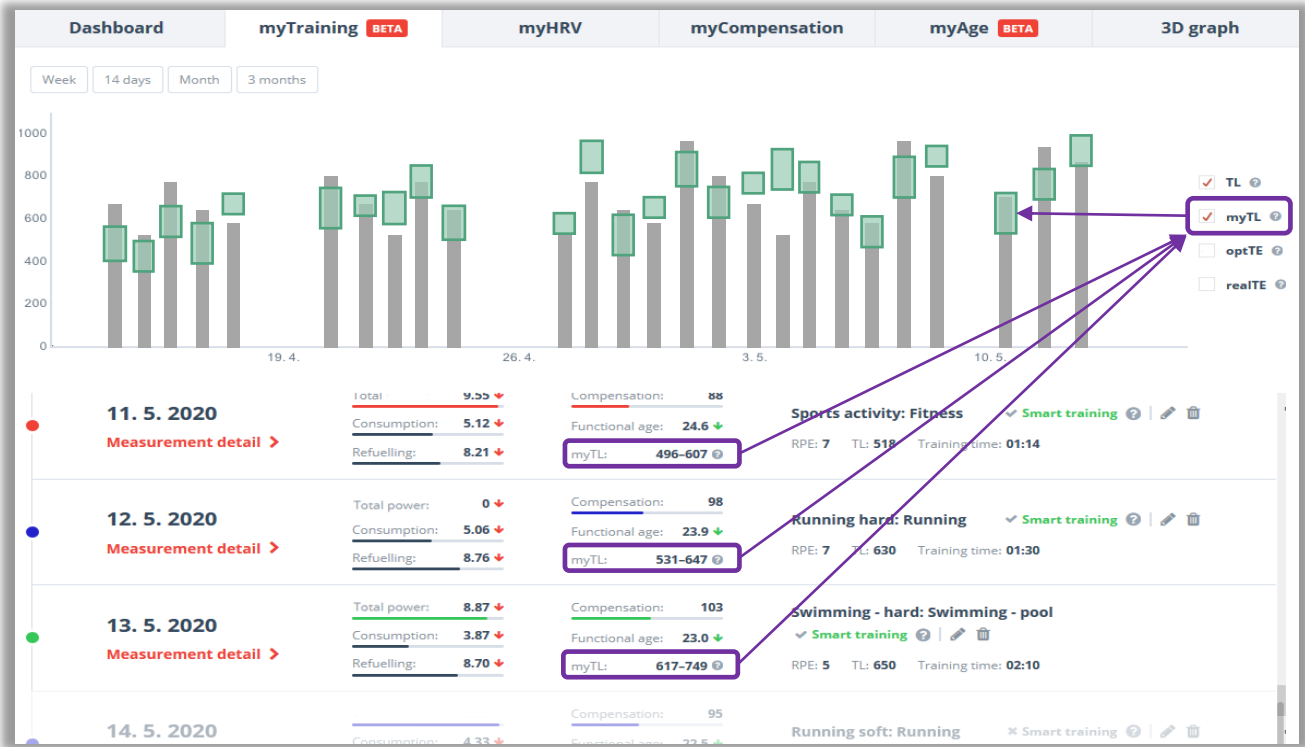 Dashboard myTraining BETA myHRV myCompensation myAge BETA 3D graph
Week 14 days Month 3 months
1000
800
600
400
200
0
19. 4. 26. 4. 3. 5. 10. 5.
TL ?
myTL ?
optTE ?
realTE ?
11. 5. 2020
Measurement detail
Total 9.55
Consumption: 5.12
Refuelling: 8.21
Compensation: 88
Functional age: 24.6
myTL: 496–607 ?
Sports activity: Fitness Smart training ?
RPE: 7 TL: 518 Training time: 01:14
12. 5. 2020
Measurement detail
Total power: 0
Consumption: 5.06
Refuelling: 8.76
Compensation: 98
Functional age: 23.9
myTL: 531–647 ?
Running hard: Running Smart training ?
RPE: 7 TL: 630 Training time: 01:30
13. 5. 2020
Measurement detail
Total power: 8.87
Consumption: 3.87
Refuelling: 8.70
Compensation: 103
Functional age: 23.0
myTL: 617–749 ?
Swimming - hard: Swimming - pool
Smart training ?
RPE: 5 TL: 650 Training time: 02:10
14. 5. 2020
Consumption: 4.33
Compensation: 95
Functional age: 22.5
Running soft: Running Smart training ?